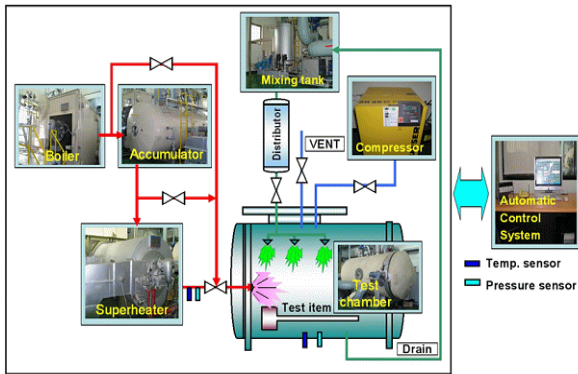 Mixing tank
Boiler
Accumulator
Distributor
VENT
Compressor
Automatic
Control
System
Superheater
Test item
Test
chamber
Drain
Temp. sensor
Pressure sensor